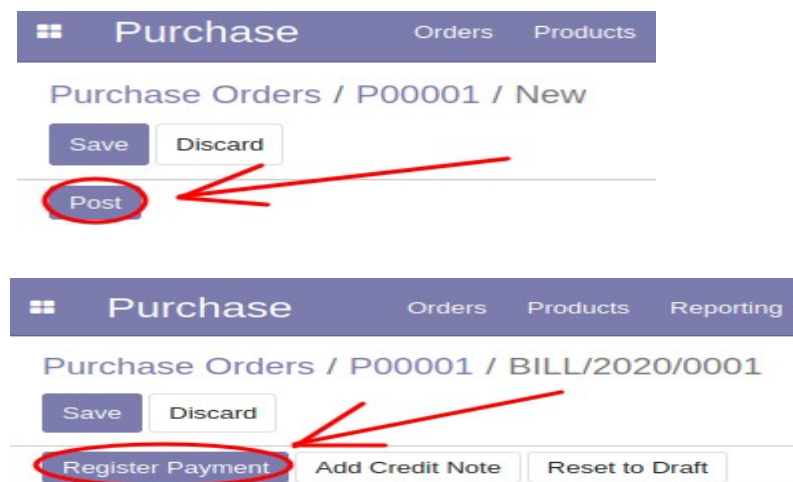 Purchase Orders Products
Purchase Orders / P00001 / New
Save Discard
Post
Purchase Orders Products Reporting
Purchase Orders / P00001 / BILL/2020/0001
Save Discard
Register Payment Add Credit Note Reset to Draft